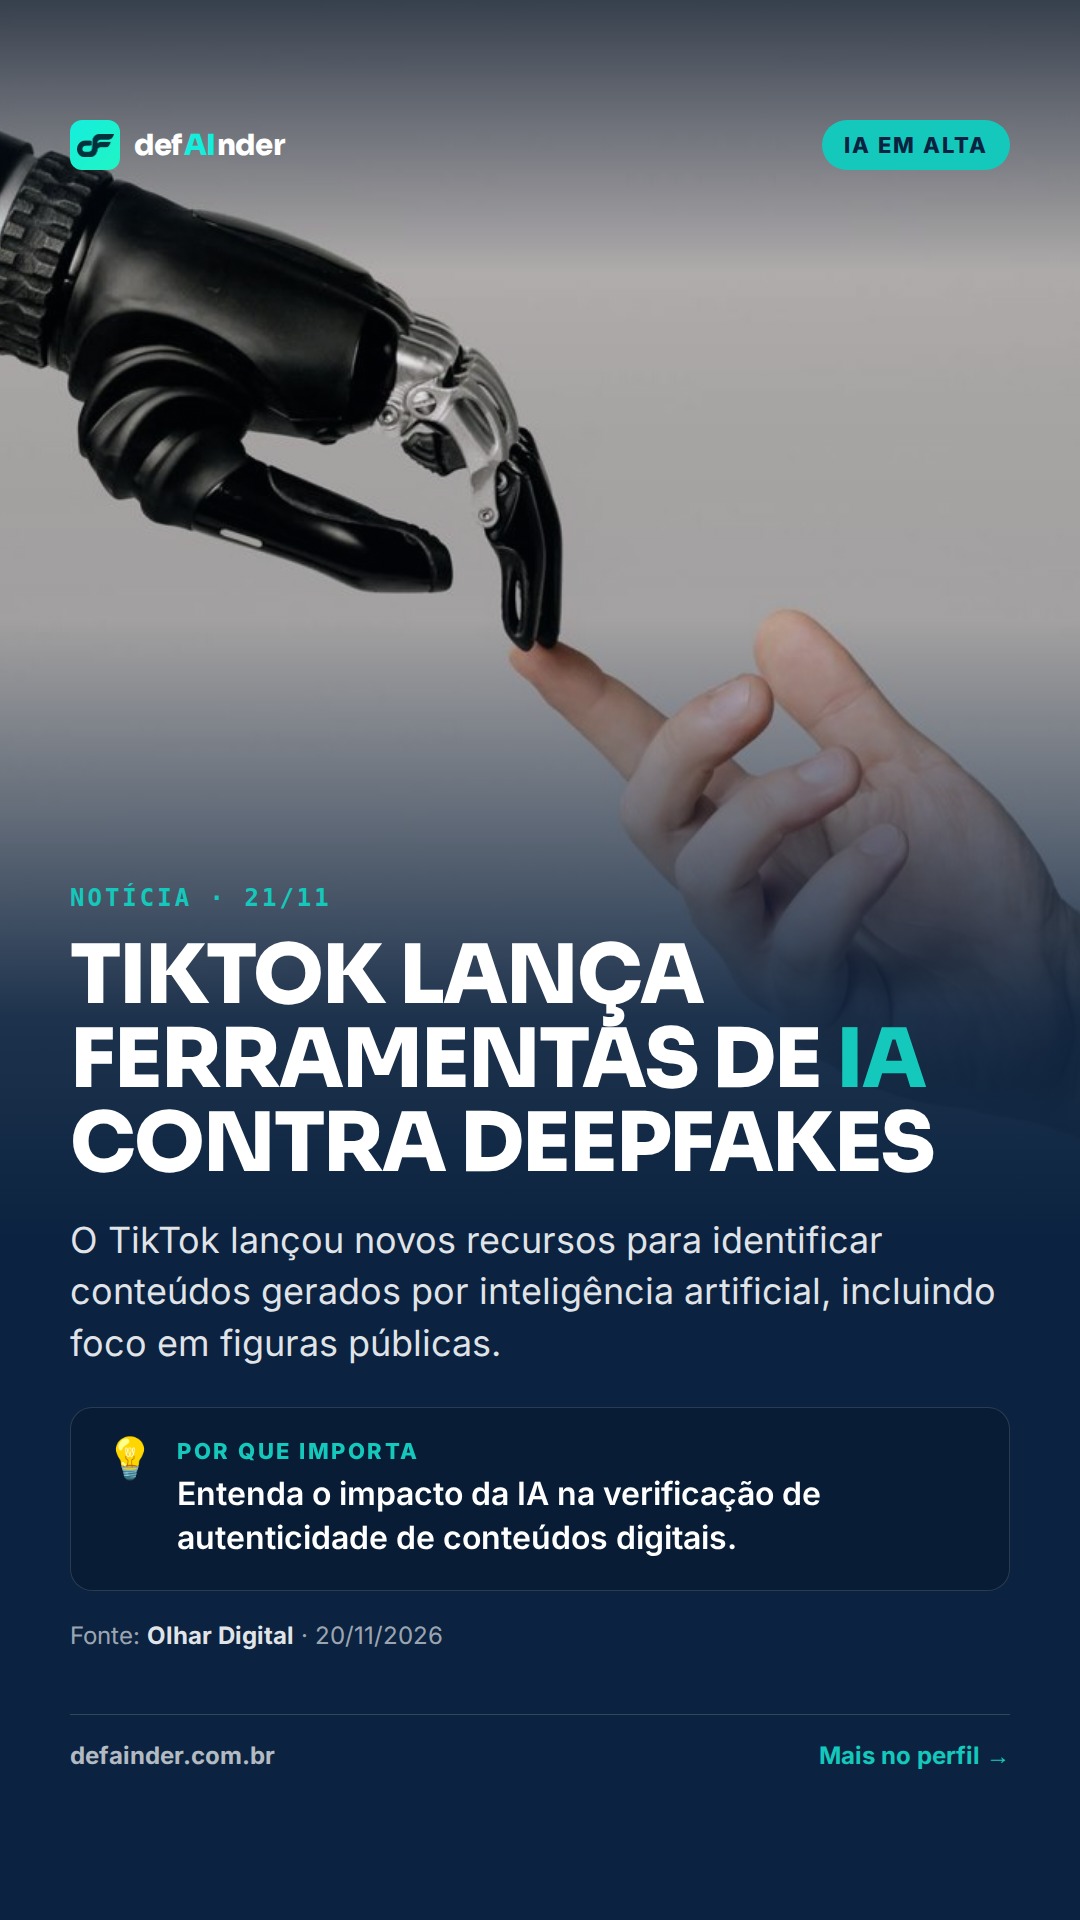 defAInder
IA EM ALTA
NOTÍCIA · 21/11
TIKTOK LANÇA
FERRAMENTAS DE IA
CONTRA DEEPFAKES
O TikTok lançou novos recursos para identificar
conteúdos gerados por inteligência artificial, incluindo
foco em figuras públicas.
POR QUE IMPORTA
Entenda o impacto da IA na verificação de
autenticidade de conteúdos digitais.
Fonte: Olhar Digital · 20/11/2026
defainder.com.br
Mais no perfil →